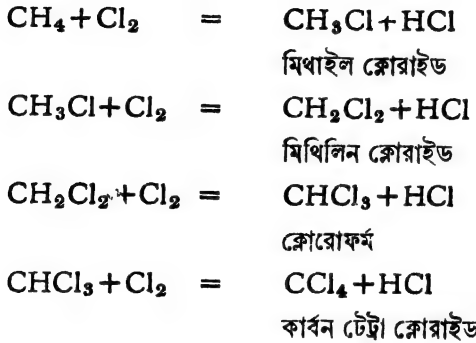 CH₄+Cl₂ = CH₃Cl+HCl
মিথাইল ক্লোরাইড
CH₃Cl+Cl₂ = CH₂Cl₂+HCl
মিথিলিন ক্লোরাইড
CH₂Cl₂+Cl₂ = CHCl₃+HCl
ক্লোরোফর্ম
CHCl₃+Cl₂ = CCl₄+HCl
কার্বন টেট্রা ক্লোরাইড